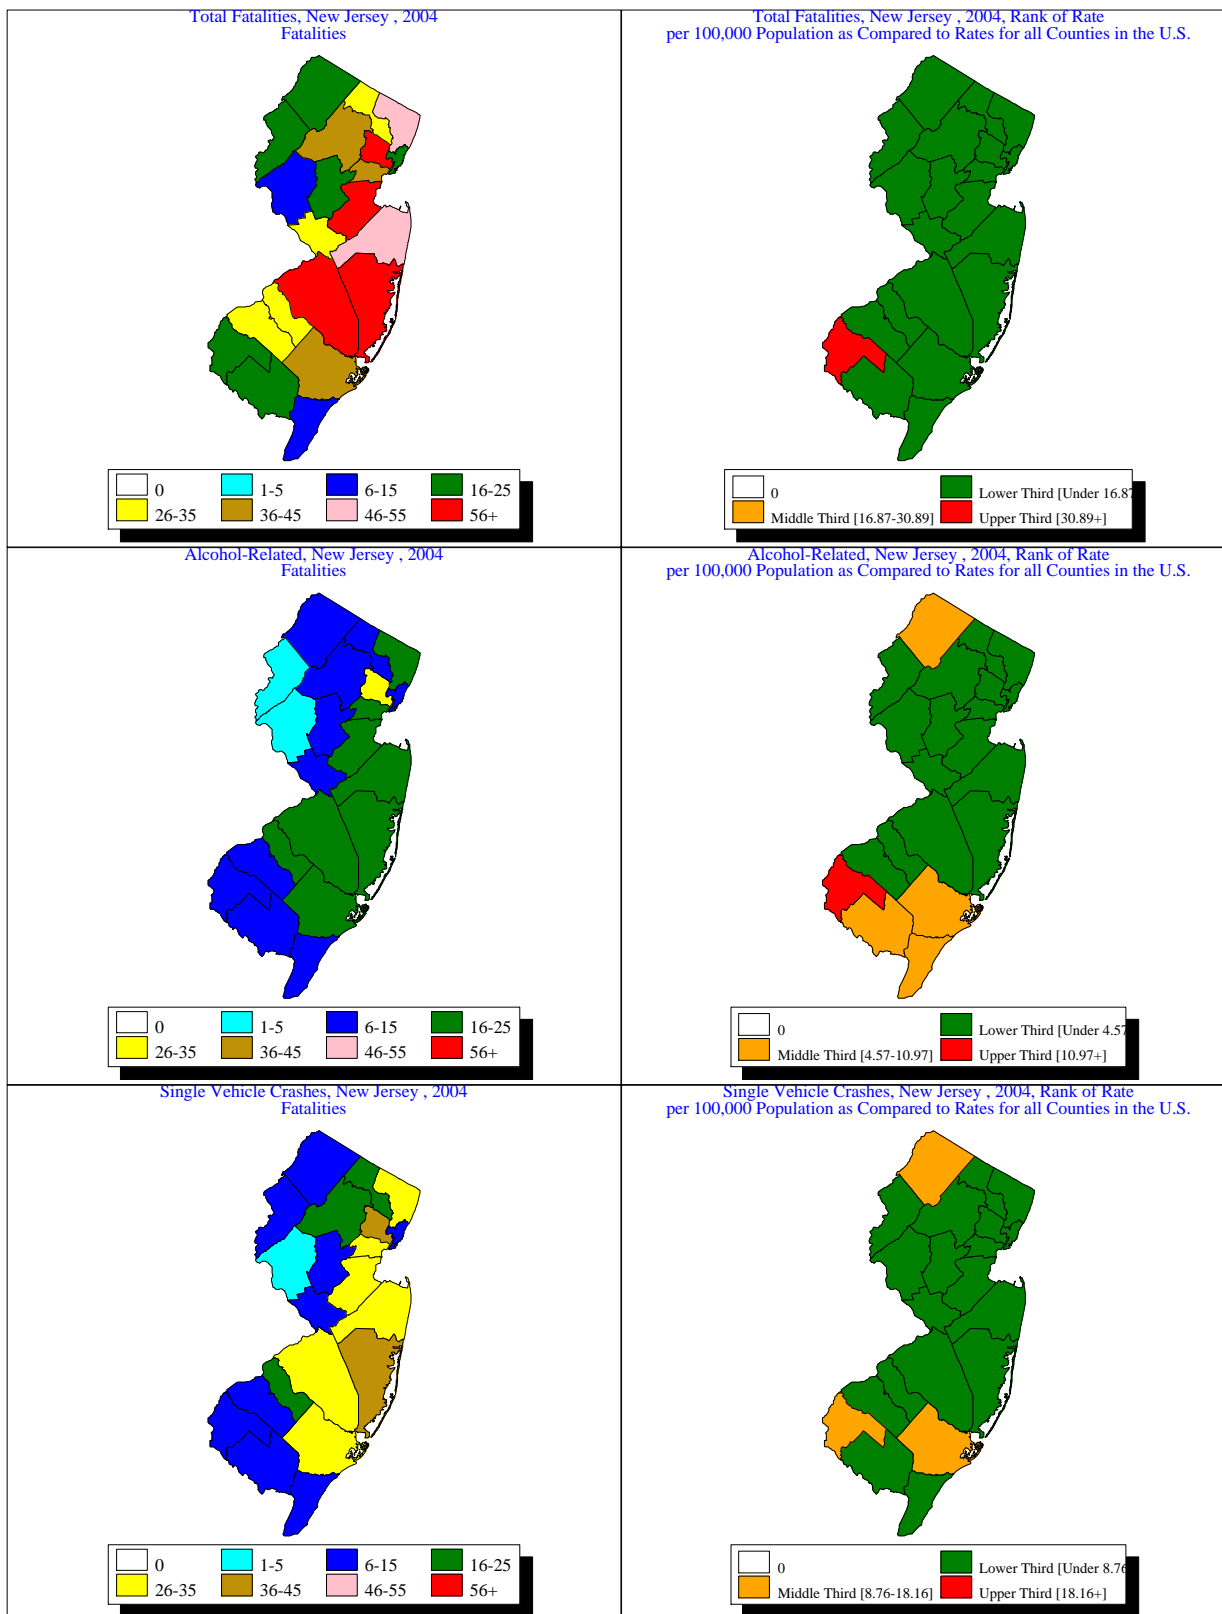 Total Fatalities, New Jersey , 2004
Fatalities
0
1-5
6-15
16-25
26-35
36-45
46-55
56+
Total Fatalities, New Jersey , 2004, Rank of Rate
per 100,000 Population as Compared to Rates for all Counties in the U.S.
0
Lower Third [Under 16.87
Middle Third [16.87-30.89]
Upper Third [30.89+]
Alcohol-Related, New Jersey , 2004
Fatalities
0
1-5
6-15
16-25
26-35
36-45
46-55
56+
Alcohol-Related, New Jersey , 2004, Rank of Rate
per 100,000 Population as Compared to Rates for all Counties in the U.S.
0
Lower Third [Under 4.57
Middle Third [4.57-10.97]
Upper Third [10.97+]
Single Vehicle Crashes, New Jersey , 2004
Fatalities
0
1-5
6-15
16-25
26-35
36-45
46-55
56+
Single Vehicle Crashes, New Jersey , 2004, Rank of Rate
per 100,000 Population as Compared to Rates for all Counties in the U.S.
0
Lower Third [Under 8.76
Middle Third [8.76-18.16]
Upper Third [18.16+]